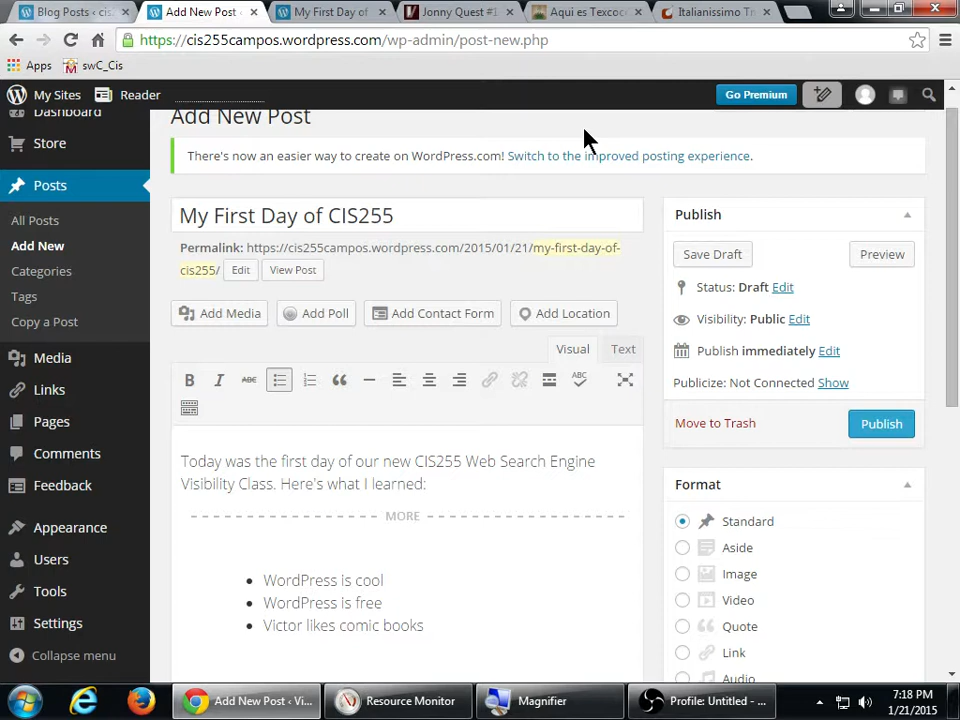 Blog Posts ‹ cis
Add New Post ‹
My First Day of
Jonny Quest #1
Aqui es Texcoco
Italianissimo Tr
https://cis255campos.wordpress.com/wp-admin/post-new.php
Apps
swC_Cis
My Sites
Reader
Go Premium
Dashboard
Store
Posts
All Posts
Add New
Categories
Tags
Copy a Post
Media
Links
Pages
Comments
Feedback
Appearance
Users
Tools
Settings
Collapse menu
Add New Post
There's now an easier way to create on WordPress.com! Switch to the improved posting experience.
My First Day of CIS255
Permalink: https://cis255campos.wordpress.com/2015/01/21/my-first-day-of-
cis255/ Edit View Post
Add Media Add Poll Add Contact Form Add Location
Visual Text
B I ABC ABC
Today was the first day of our new CIS255 Web Search Engine
Visibility Class. Here's what I learned:
MORE
WordPress is cool
WordPress is free
Victor likes comic books
Publish
Save Draft Preview
Status: Draft Edit
Visibility: Public Edit
Publish immediately Edit
Publicize: Not Connected Show
Move to Trash Publish
Format
Standard
Aside
Image
Video
Quote
Link
Audio
Add New Post ‹ Vi...
Resource Monitor
Magnifier
Profile: Untitled - ...
7:18 PM
1/21/2015